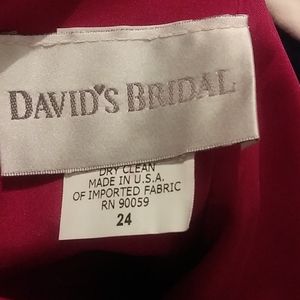 DAVID'S BRIDAL
DRY CLEAN
MADE IN U.S.A.
OF IMPORTED FABRIC
RN 90059
24